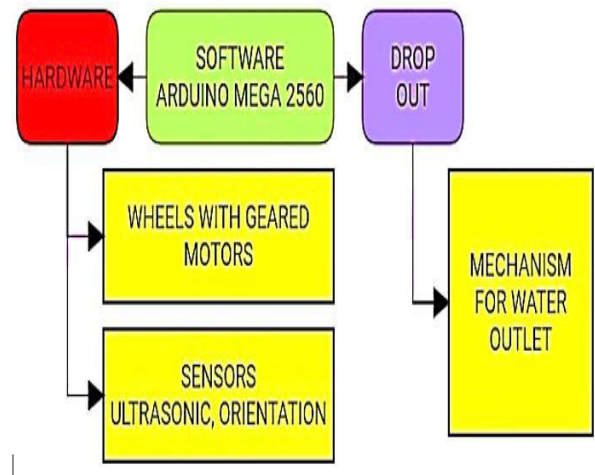 HARDWARE
SOFTWARE
ARDUINO MEGA 2560
DROP
OUT
WHEELS WITH GEARED
MOTORS
MECHANISM
FOR WATER
OUTLET
SENSORS
ULTRASONIC, ORIENTATION